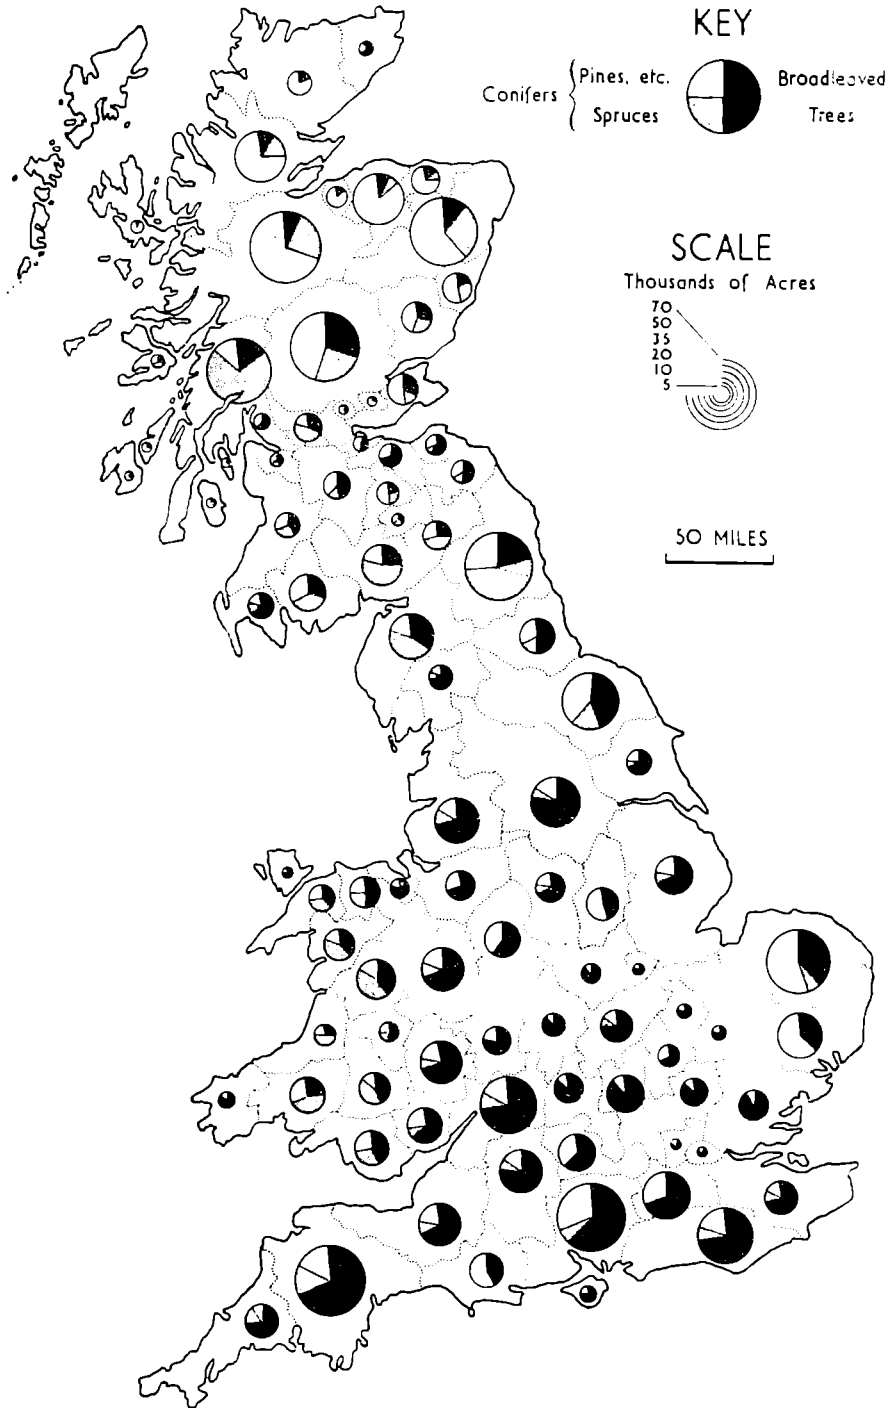 KEY
Conifers { Pines, etc.
Spruces
Broadleaved
Trees
SCALE
Thousands of Acres
70
50
35
20
10
5
50 MILES